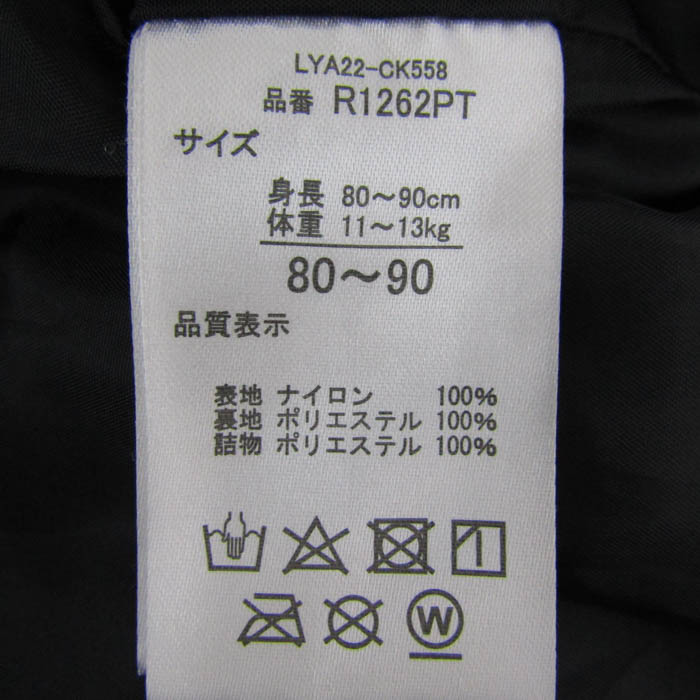 LYA22-CK558
品番 R1262PT
サイズ
身長 80～90cm
体重 11～13kg
80～90
品質表示
表地 ナイロン 100%
裏地 ポリエステル 100%
詰物 ポリエステル 100%
W